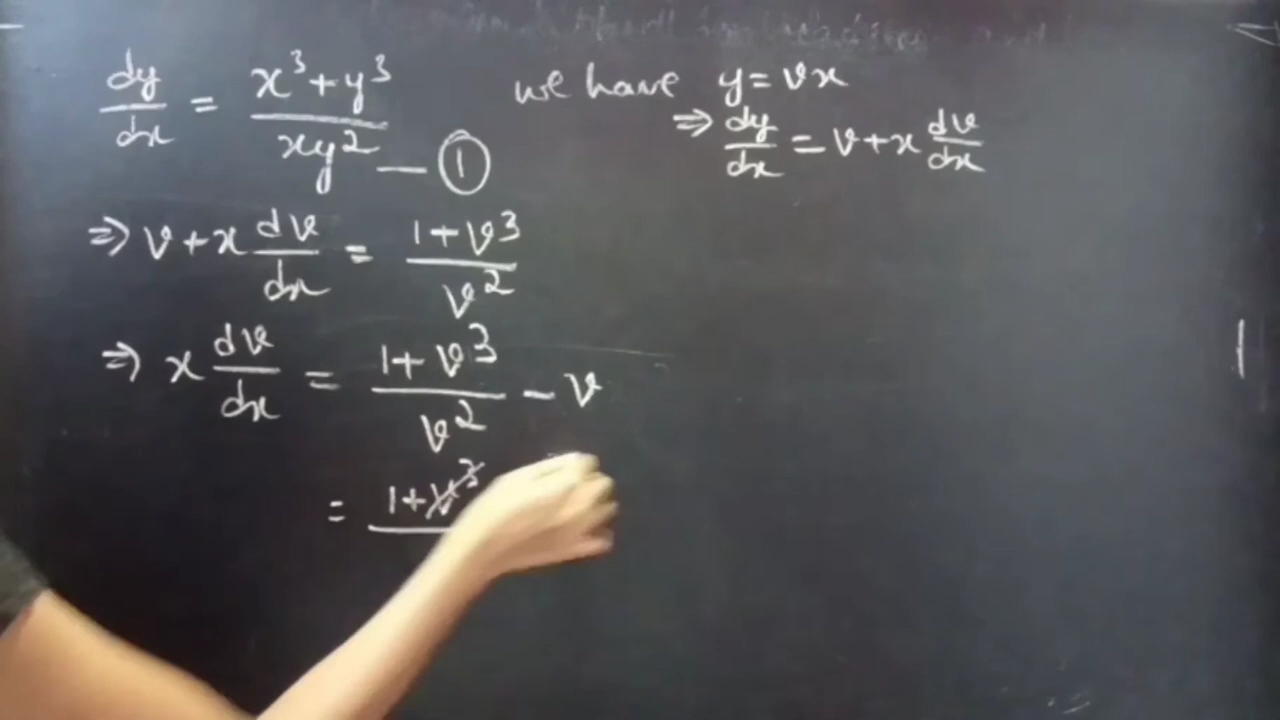 dy/dx = x³+y³/xy² — ①
we have y = vx
⇒ dy/dx = v+x dv/dx
⇒ v+x dv/dx = 1+v³/v²
⇒ x dv/dx = 1+v³/v² - v
= 1+v³